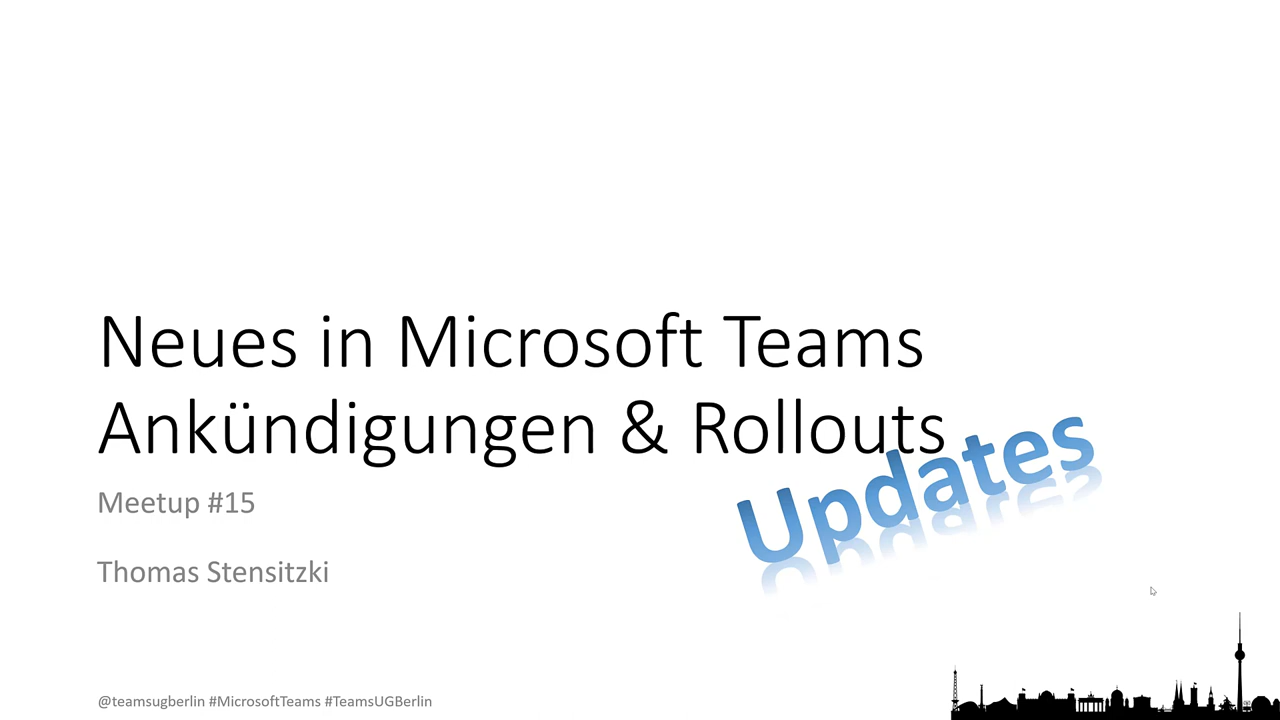 Neues in Microsoft Teams
Ankündigungen & Rollouts
Updates
Meetup #15
Thomas Stensitzki
@teamsugberlin #MicrosoftTeams #TeamsUGBerlin